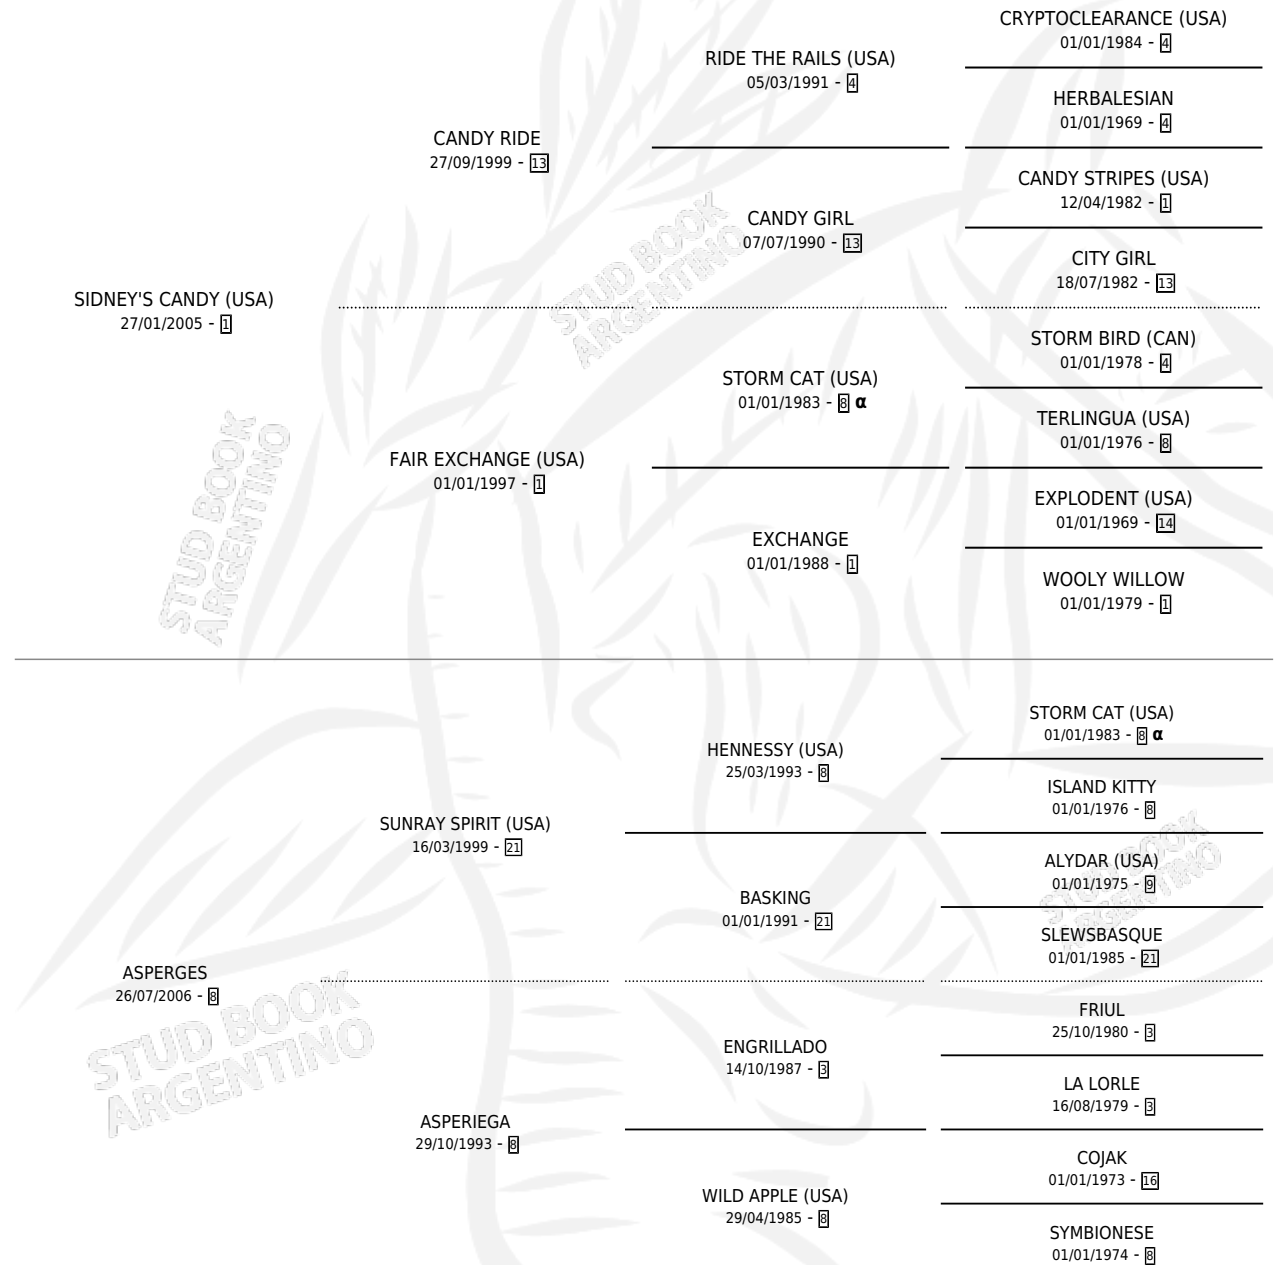 CRYPTOCLEARANCE (USA)
01/01/1984 - 4
RIDE THE RAILS (USA)
05/03/1991 - 4
HERBALESIAN
01/01/1969 - 4
CANDY RIDE
27/09/1999 - 13
CANDY STRIPES (USA)
12/04/1982 - 1
CANDY GIRL
07/07/1990 - 13
CITY GIRL
18/07/1982 - 13
SIDNEY'S CANDY (USA)
27/01/2005 - 1
STORM BIRD (CAN)
01/01/1978 - 4
STORM CAT (USA)
01/01/1983 - 8 α
TERLINGUA (USA)
01/01/1976 - 8
FAIR EXCHANGE (USA)
01/01/1997 - 1
EXPLODENT (USA)
01/01/1969 - 14
EXCHANGE
01/01/1988 - 1
WOOLY WILLOW
01/01/1979 - 1
STORM CAT (USA)
01/01/1983 - 8 α
HENNESSY (USA)
25/03/1993 - 8
ISLAND KITTY
01/01/1976 - 8
SUNRAY SPIRIT (USA)
16/03/1999 - 21
ALYDAR (USA)
01/01/1975 - 9
BASKING
01/01/1991 - 21
SLEWSBASQUE
01/01/1985 - 21
ASPERGES
26/07/2006 - 8
FRIUL
25/10/1980 - 3
ENGRILLADO
14/10/1987 - 3
LA LORLE
16/08/1979 - 3
ASPERIEGA
29/10/1993 - 8
COJAK
01/01/1973 - 16
WILD APPLE (USA)
29/04/1985 - 8
SYMBIONESE
01/01/1974 - 8
STUD BOOK
ARGENTINO
STUD BOOK
ARGENTINO
STUD BOOK
ARGENTINO
STUD BOOK
ARGENTINO